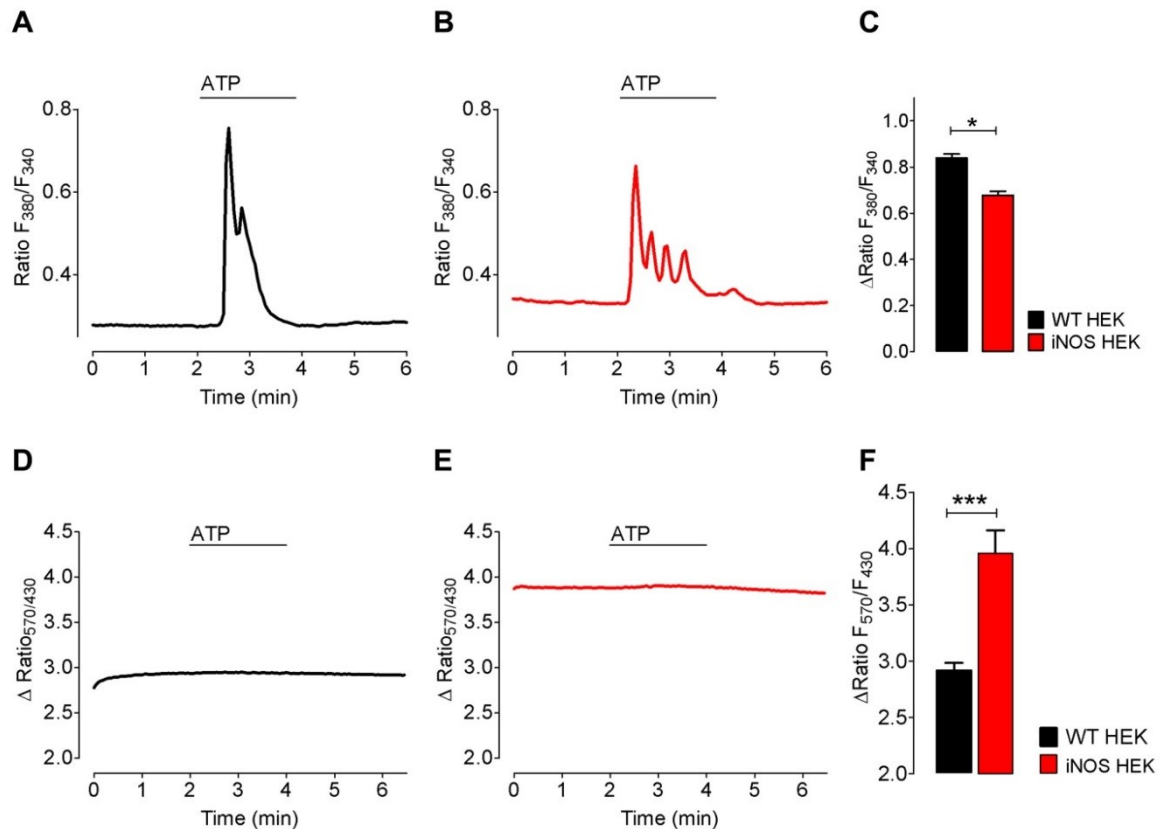 A
ATP
Ratio F380/F340
0.8
0.6
0.4
0 1 2 3 4 5 6
Time (min)
B
ATP
Ratio F380/F340
0.8
0.6
0.4
0 1 2 3 4 5 6
Time (min)
C
*
ΔRatio F380/F340
1.0
0.8
0.6
0.4
0.2
0.0
WT HEK
iNOS HEK
D
ATP
Δ Ratio570/430
4.5
4.0
3.5
3.0
2.5
2.0
0 1 2 3 4 5 6
Time (min)
E
ATP
Δ Ratio570/430
4.5
4.0
3.5
3.0
2.5
2.0
0 1 2 3 4 5 6
Time (min)
F
***
ΔRatio F570/F430
4.5
4.0
3.5
3.0
2.5
2.0
WT HEK
iNOS HEK